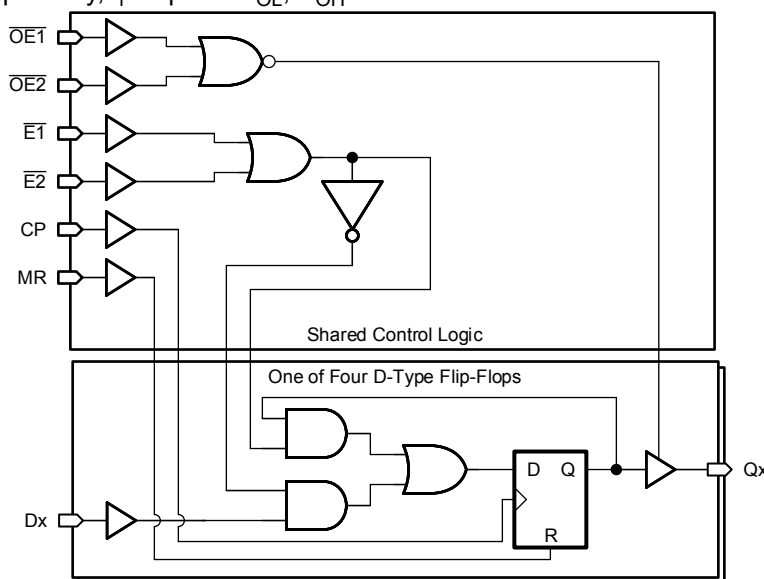 OE1
OE2
E1
E2
CP
MR
Shared Control Logic
One of Four D-Type Flip-Flops
D Q
R
Dx
Qx